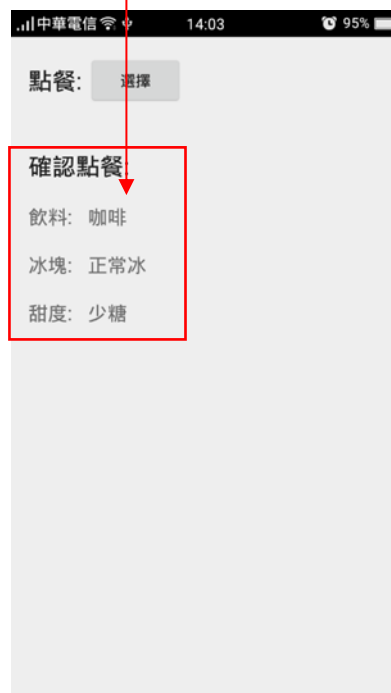 中華電信 14:03 95%
點餐: 選擇
確認點餐:
飲料: 咖啡
冰塊: 正常冰
甜度: 少糖